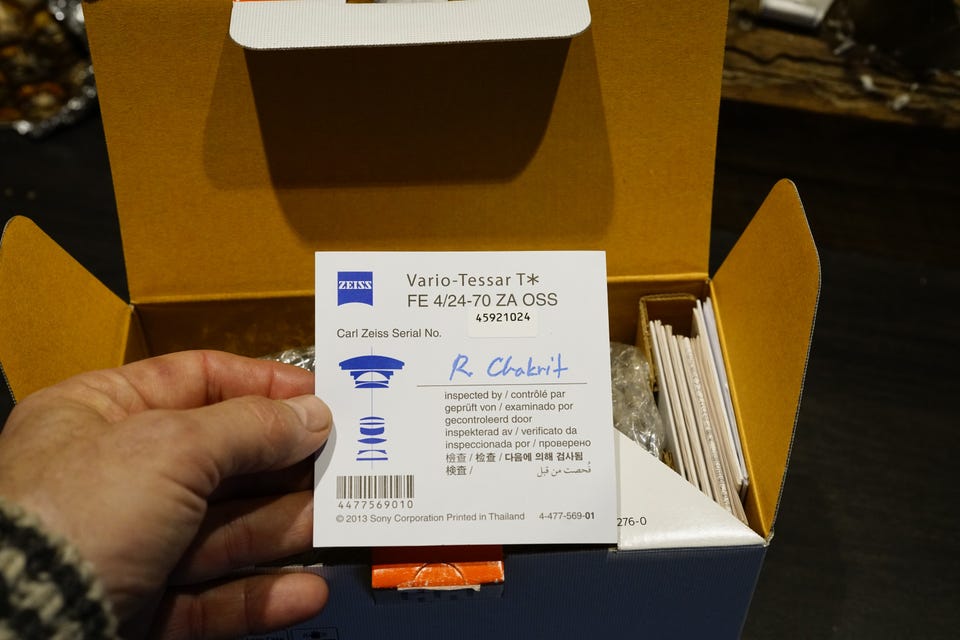 ZEISS
Vario-Tessar T*
FE 4/24-70 ZA OSS
45921024
Carl Zeiss Serial No.
R. Chakrit
inspected by / contrôlé par
geprüft von / examinado por
gecontroleerd door
inspekterad av / verificato da
inspeccionada por / проверено
檢查 / 检查 / 다음에 의해 검사됨
検査 / فُحصت من قبل
4477569010
© 2013 Sony Corporation Printed in Thailand 4-477-569-01
276-0